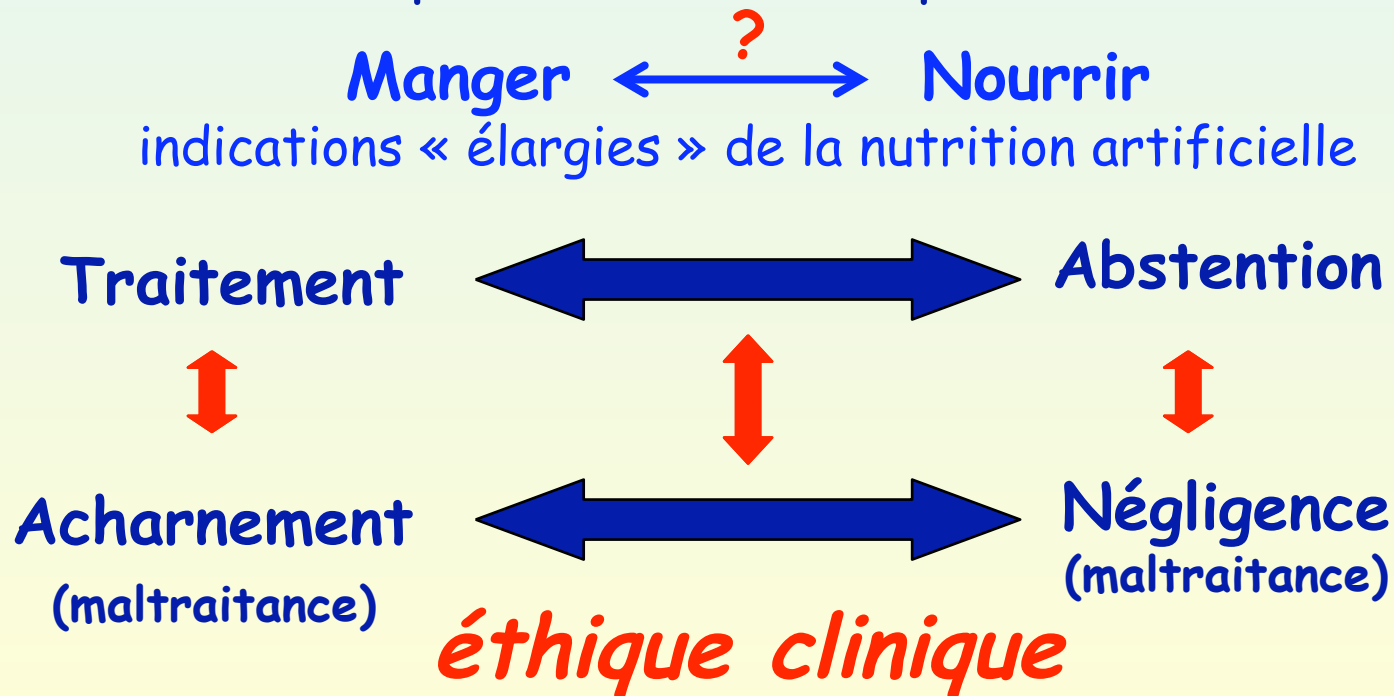 ?
Manger Nourrir
indications « élargies » de la nutrition artificielle
Traitement Abstention
Acharnement Négligence
(maltraitance) (maltraitance)
éthique clinique